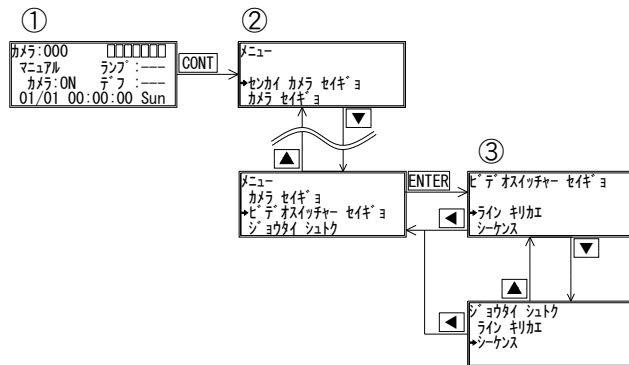 ① ② 
カメラ:000
マニュアル ランプ:---
カメラ:ON デフ:---
01/01 00:00:00 Sun
CONT
メニュー
➔センカイ カメラ セイギョ
カメラ セイギョ
▼
▲
メニュー
カメラ セイギョ
➔ビデオスイッチャー セイギョ
ジョウタイ シュトク
ENTER
◀
③
ビデオスイッチャー セイギョ
➔ライン キリカエ
シーケンス
▼
▲
◀
ジョウタイ シュトク
ライン キリカエ
➔シーケンス